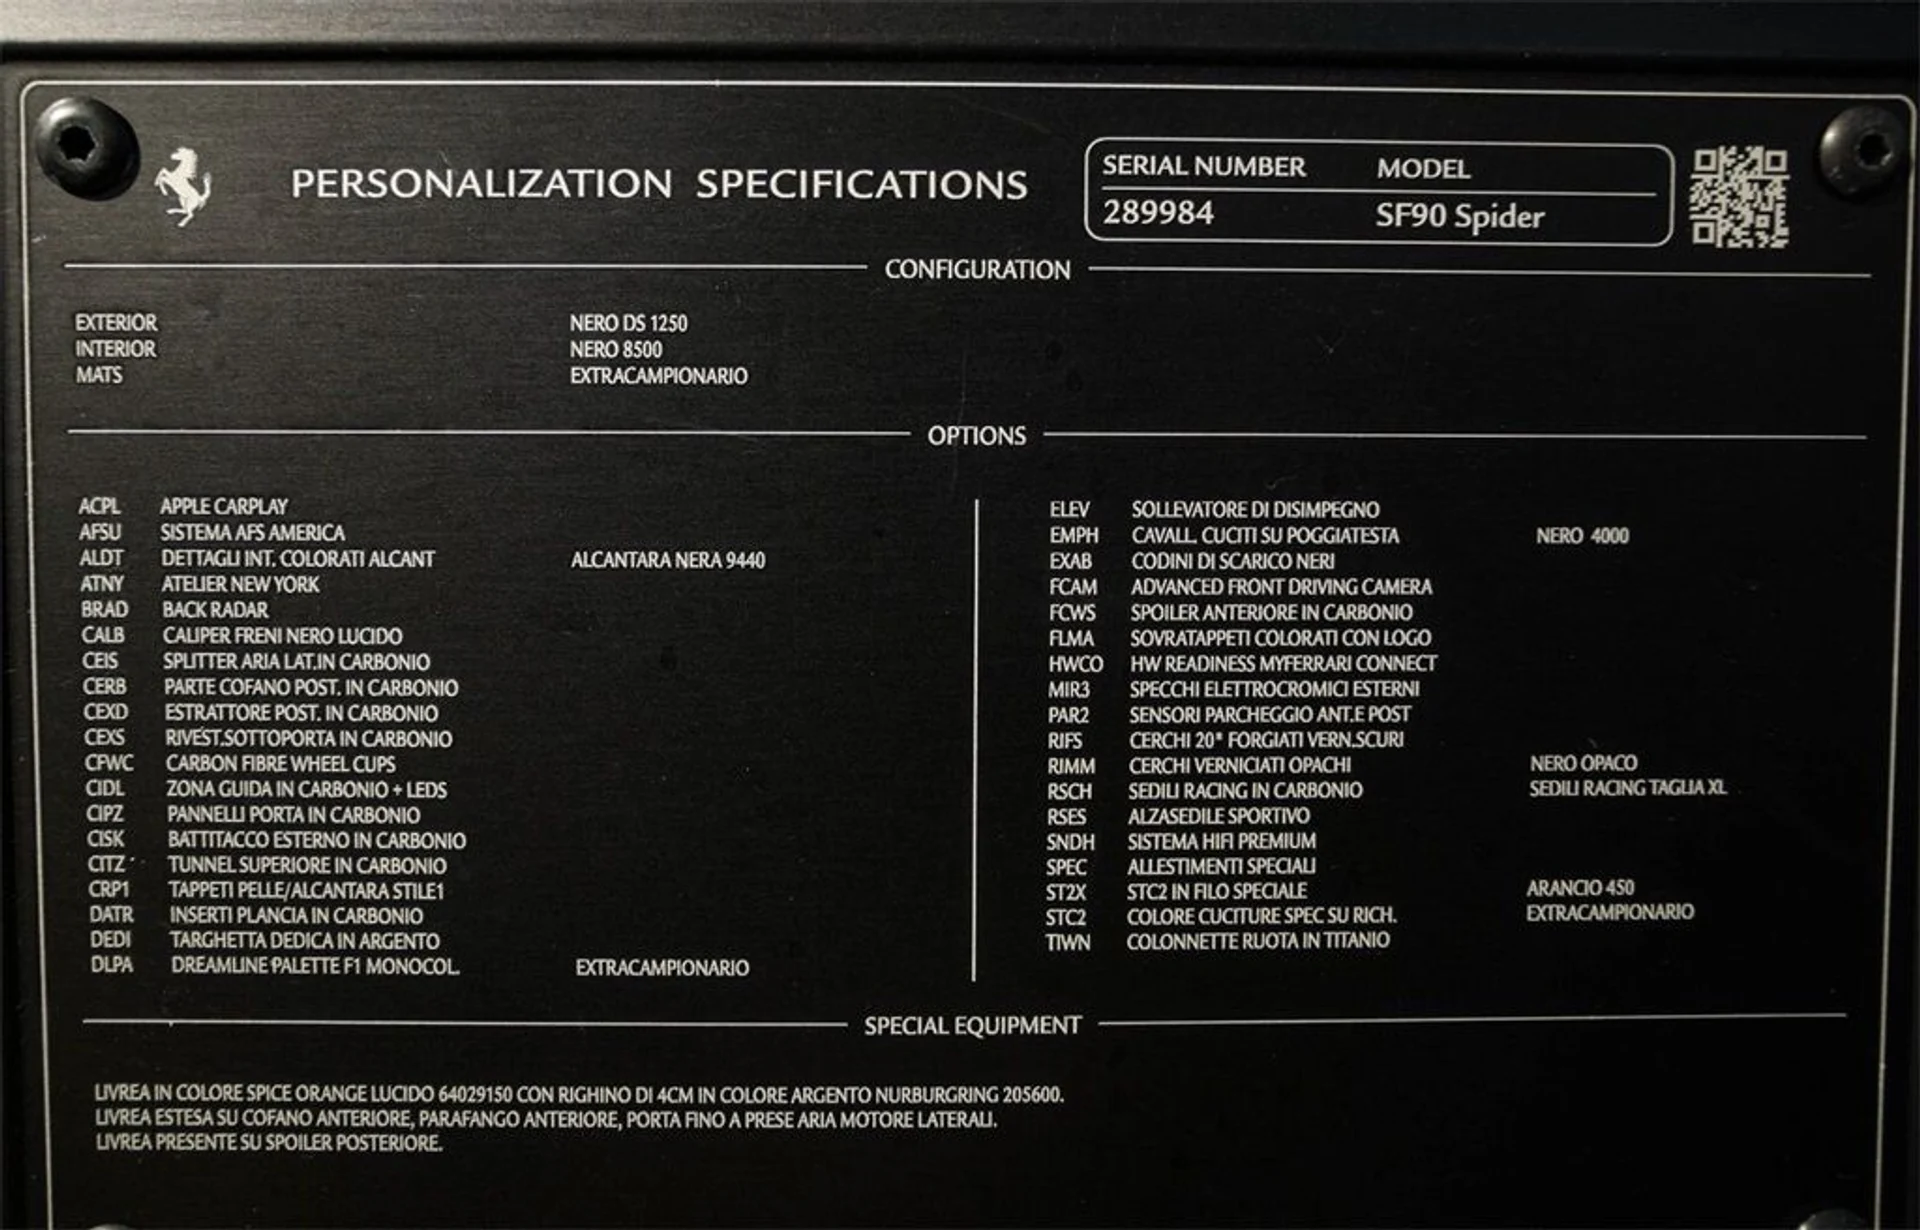 PERSONALIZATION SPECIFICATIONS
SERIAL NUMBER MODEL
289984 SF90 Spider
CONFIGURATION
EXTERIOR NERO DS 1250
INTERIOR NERO 8500
MATS EXTRACAMPIONARIO
OPTIONS
ACPL APPLE CARPLAY
AFSU SISTEMA AFS AMERICA
ALDT DETTAGLI INT. COLORATI ALCANT ALCANTARA NERA 9440
ATNY ATELIER NEW YORK
BRAD BACK RADAR
CALB CALIPER FRENI NERO LUCIDO
CEIS SPLITTER ARIA LAT.IN CARBONIO
CERB PARTE COFANO POST. IN CARBONIO
CEXD ESTRATTORE POST. IN CARBONIO
CEXS RIVEST.SOTTOPORTA IN CARBONIO
CFWC CARBON FIBRE WHEEL CUPS
CIDL ZONA GUIDA IN CARBONIO + LEDS
CIPZ PANNELLI PORTA IN CARBONIO
CISK BATTITACCO ESTERNO IN CARBONIO
CITZ TUNNEL SUPERIORE IN CARBONIO
CRP1 TAPPETI PELLE/ALCANTARA STILE1
DATR INSERTI PLANCIA IN CARBONIO
DEDI TARGHETTA DEDICA IN ARGENTO
DLPA DREAMLINE PALETTE F1 MONOCOL. EXTRACAMPIONARIO
ELEV SOLLEVATORE DI DISIMPEGNO
EMPH CAVALL. CUCITI SU POGGIATESTA NERO 4000
EXAB CODINI DI SCARICO NERI
FCAM ADVANCED FRONT DRIVING CAMERA
FCWS SPOILER ANTERIORE IN CARBONIO
FLMA SOVRATAPPETI COLORATI CON LOGO
HWCO HW READINESS MYFERRARI CONNECT
MIR3 SPECCHI ELETTROCROMICI ESTERNI
PAR2 SENSORI PARCHEGGIO ANT.E POST
RIFS CERCHI 20" FORGIATI VERN.SCURI
RIMM CERCHI VERNICIATI OPACHI NERO OPACO
RSCH SEDILI RACING IN CARBONIO SEDILI RACING TAGLIA XL
RSES ALZASEDILE SPORTIVO
SNDH SISTEMA HIFI PREMIUM
SPEC ALLESTIMENTI SPECIALI
ST2X STC2 IN FILO SPECIALE ARANCIO 450
STC2 COLORE CUCITURE SPEC SU RICH. EXTRACAMPIONARIO
TIWN COLONNETTE RUOTA IN TITANIO
SPECIAL EQUIPMENT
LIVREA IN COLORE SPICE ORANGE LUCIDO 64029150 CON RIGHINO DI 4CM IN COLORE ARGENTO NURBURGRING 205600.
LIVREA ESTESA SU COFANO ANTERIORE, PARAFANGO ANTERIORE, PORTA FINO A PRESE ARIA MOTORE LATERALI.
LIVREA PRESENTE SU SPOILER POSTERIORE.